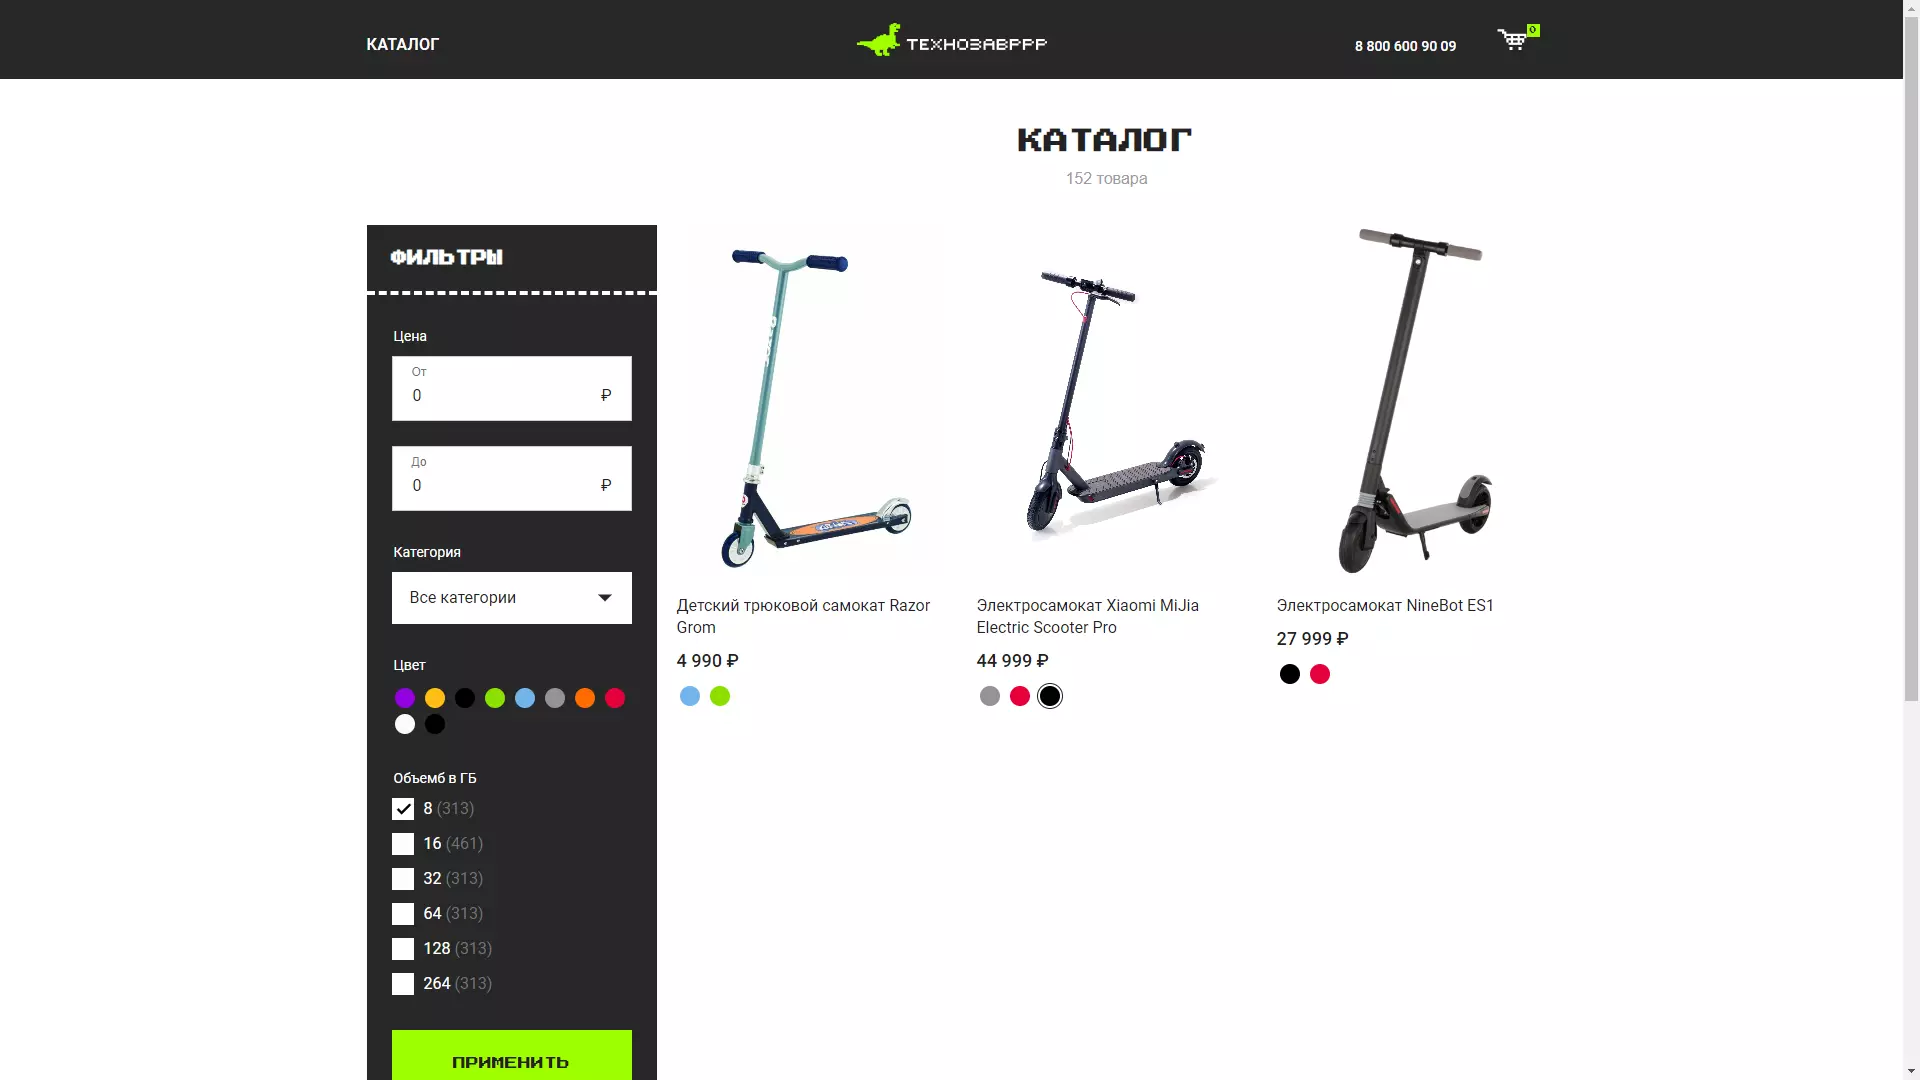 КАТАЛОГ
ТЕХНОЗАВРРР
8 800 600 90 09
0
КАТАЛОГ
152 товара
ФИЛЬТРЫ
Цена
От
0 ₽
До
0 ₽
Категория
Все категории
Цвет
Объемб в ГБ
8 (313)
16 (461)
32 (313)
64 (313)
128 (313)
264 (313)
ПРИМЕНИТЬ
Детский трюковой самокат Razor
Grom
4 990 ₽
Электросамокат Xiaomi MiJia
Electric Scooter Pro
44 999 ₽
Электросамокат NineBot ES1
27 999 ₽